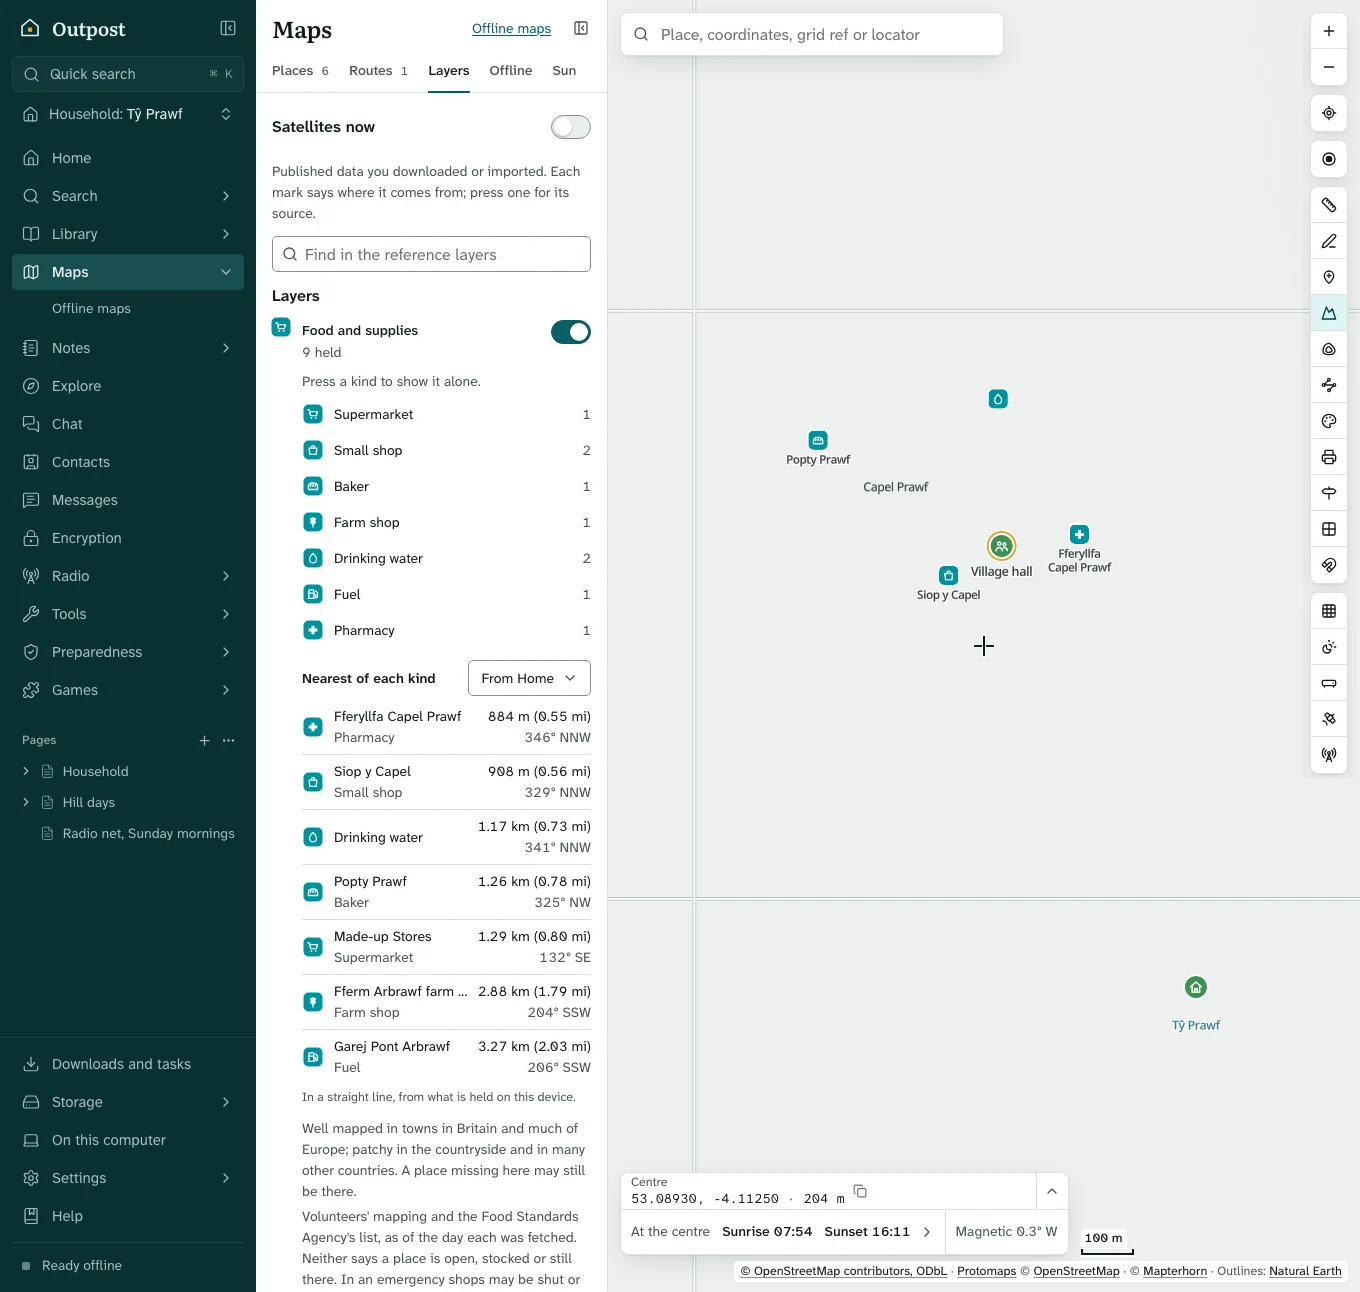 Outpost
Quick search
⌘ K
Household: Tŷ Prawf
Home
Search
Library
Maps
Offline maps
Notes
Explore
Chat
Contacts
Messages
Encryption
Radio
Tools
Preparedness
Games
Pages
Household
Hill days
Radio net, Sunday mornings
Downloads and tasks
Storage
On this computer
Settings
Help
Ready offline
Maps
Offline maps
Places 6
Routes 1
Layers
Offline
Sun
Satellites now
Published data you downloaded or imported. Each
mark says where it comes from; press one for its
source.
Find in the reference layers
Layers
Food and supplies
9 held
Press a kind to show it alone.
Supermarket 1
Small shop 2
Baker 1
Farm shop 1
Drinking water 2
Fuel 1
Pharmacy 1
Nearest of each kind
From Home
Fferyllfa Capel Prawf 884 m (0.55 mi)
Pharmacy 346° NNW
Siop y Capel 908 m (0.56 mi)
Small shop 329° NNW
Drinking water 1.17 km (0.73 mi)
341° NNW
Popty Prawf 1.26 km (0.78 mi)
Baker 325° NW
Made-up Stores 1.29 km (0.80 mi)
Supermarket 132° SE
Fferm Arbrawf farm ... 2.88 km (1.79 mi)
Farm shop 204° SSW
Garej Pont Arbrawf 3.27 km (2.03 mi)
Fuel 206° SSW
In a straight line, from what is held on this device.
Well mapped in towns in Britain and much of
Europe; patchy in the countryside and in many
other countries. A place missing here may still
be there.
Volunteers' mapping and the Food Standards
Agency's list, as of the day each was fetched.
Neither says a place is open, stocked or still
there. In an emergency shops may be shut or
Place, coordinates, grid ref or locator
Popty Prawf
Capel Prawf
Village hall
Fferyllfa
Capel Prawf
Siop y Capel
Tŷ Prawf
Centre
53.08930, -4.11250 · 204 m
At the centre Sunrise 07:54 Sunset 16:11
Magnetic 0.3° W
100 m
© OpenStreetMap contributors, ODbL · Protomaps © OpenStreetMap · © Mapterhorn · Outlines: Natural Earth